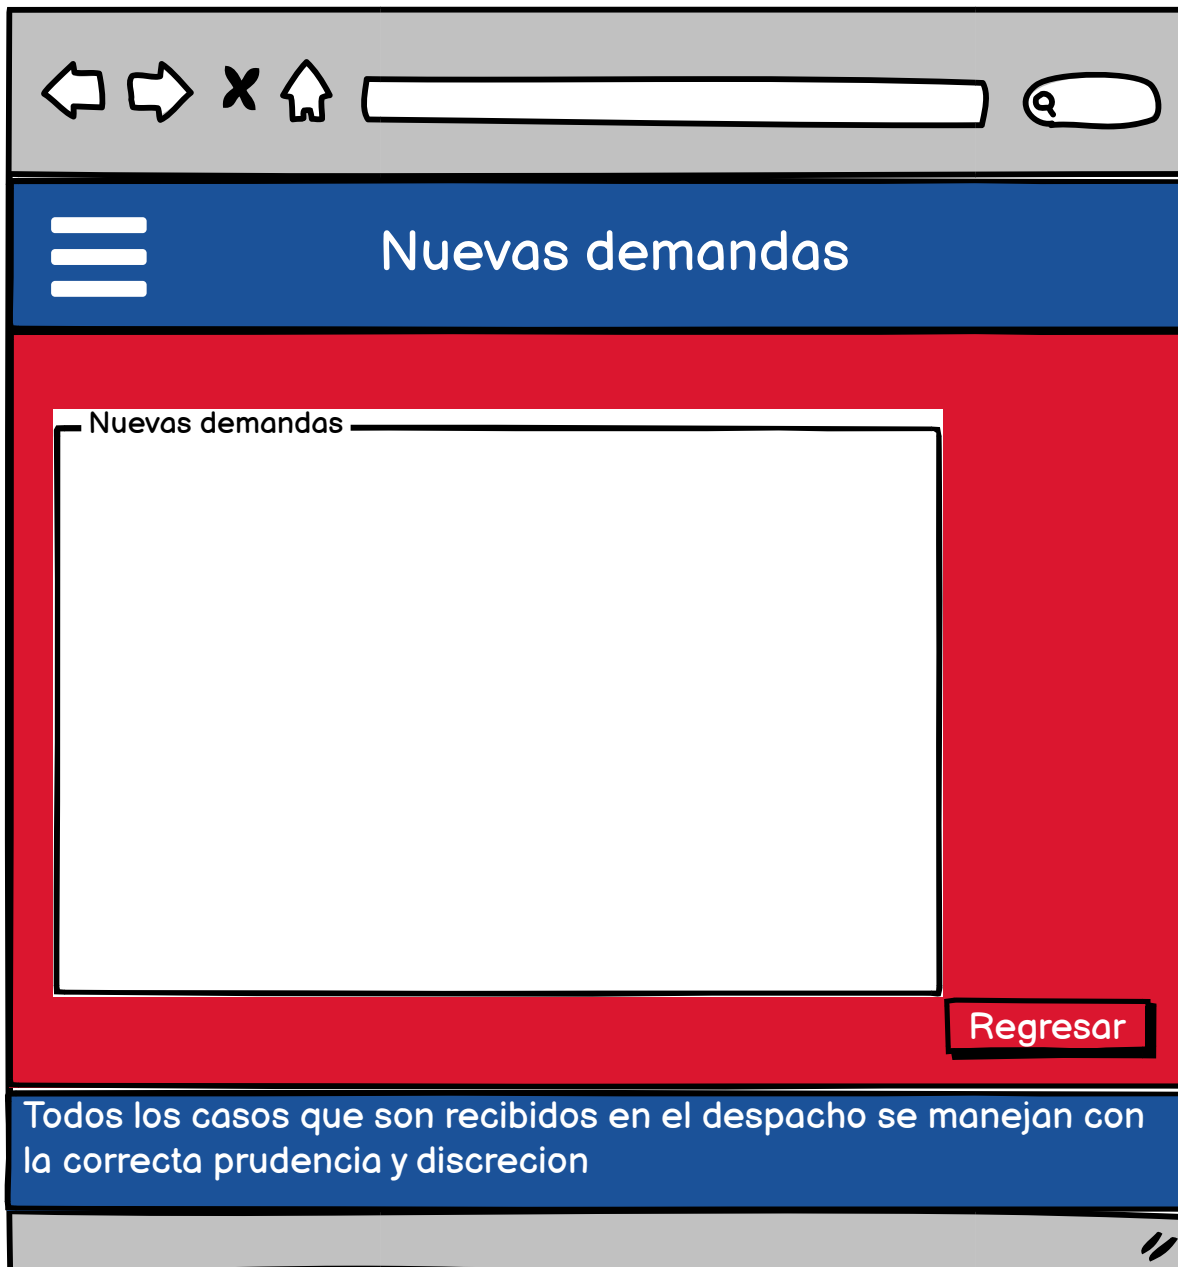 Nuevas demandas
Nuevas demandas
Regresar
Todos los casos que son recibidos en el despacho se manejan con
la correcta prudencia y discrecion